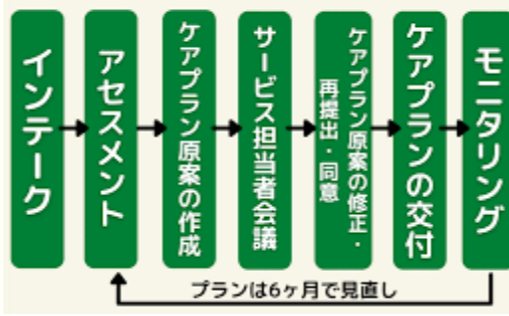 インテーク
アセスメント
ケアプラン原案の作成
サービス担当者会議
ケアプラン原案の修正・
再提出・同意
ケアプランの交付
モニタリング
プランは6ヶ月で見直し